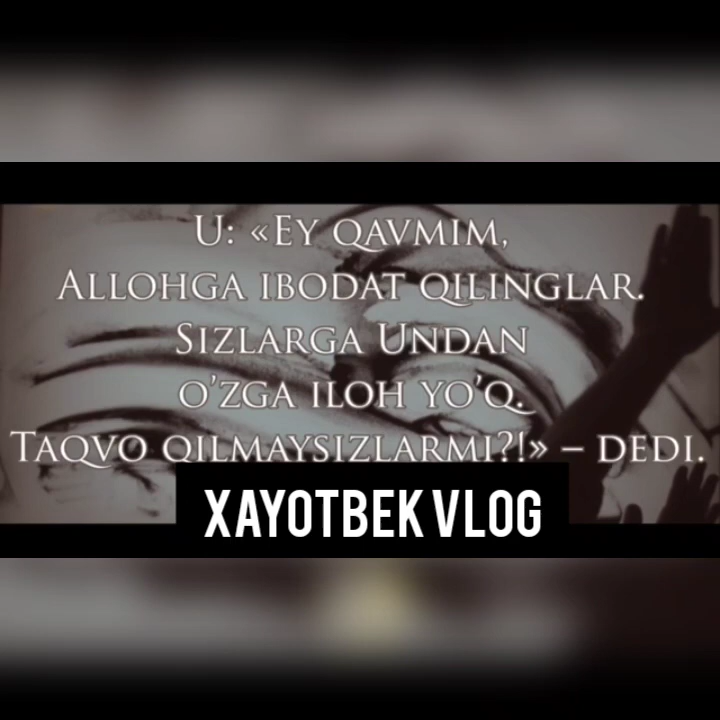 U: «Ey qavmim,
Allohga ibodat qilinglar.
Sizlarga Undan
o'zga iloh yo'q.
Taqvo qilmaysizlarmi?!» – dedi.
XAYOTBEK VLOG